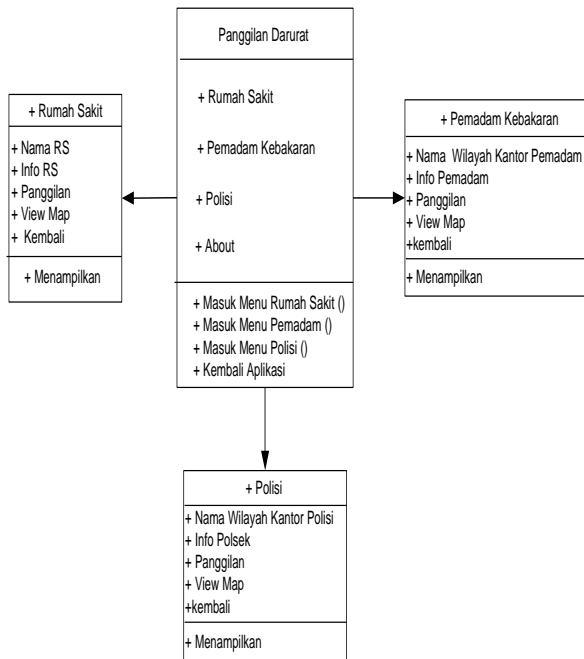 Panggilan Darurat
+ Rumah Sakit
+ Pemadam Kebakaran
+ Polisi
+ About
+ Masuk Menu Rumah Sakit ()
+ Masuk Menu Pemadam ()
+ Masuk Menu Polisi ()
+ Kembali Aplikasi
+ Rumah Sakit
+ Nama RS
+ Info RS
+ Panggilan
+ View Map
+ Kembali
+ Menampilkan
+ Pemadam Kebakaran
+ Nama Wilayah Kantor Pemadam
+ Info Pemadam
+ Panggilan
+ View Map
+kembali
+ Menampilkan
+ Polisi
+ Nama Wilayah Kantor Polisi
+ Info Polsek
+ Panggilan
+ View Map
+kembali
+ Menampilkan